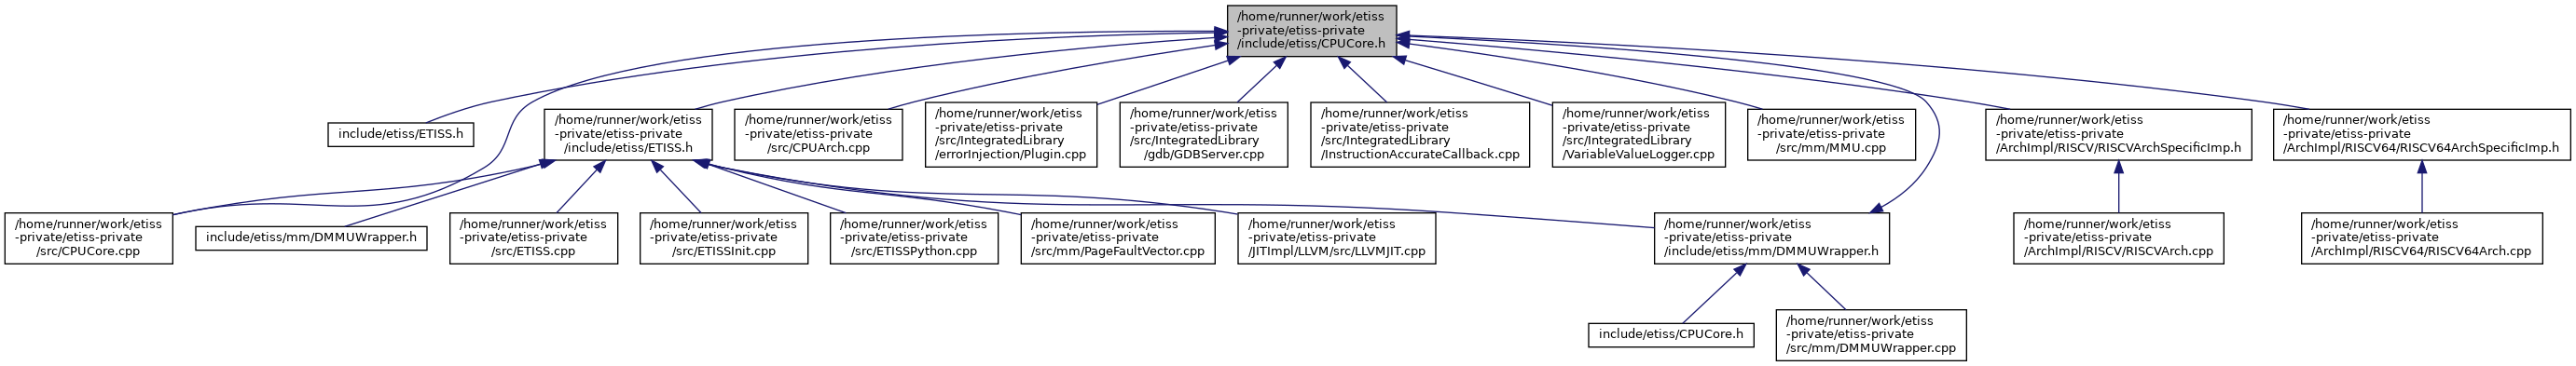 /home/runner/work/etiss
-private/etiss-private
/include/etiss/CPUCore.h
include/etiss/ETISS.h
/home/runner/work/etiss
-private/etiss-private
/include/etiss/ETISS.h
/home/runner/work/etiss
-private/etiss-private
/src/CPUArch.cpp
/home/runner/work/etiss
-private/etiss-private
/src/IntegratedLibrary
/errorInjection/Plugin.cpp
/home/runner/work/etiss
-private/etiss-private
/src/IntegratedLibrary
/gdb/GDBServer.cpp
/home/runner/work/etiss
-private/etiss-private
/src/IntegratedLibrary
/InstructionAccurateCallback.cpp
/home/runner/work/etiss
-private/etiss-private
/src/IntegratedLibrary
/VariableValueLogger.cpp
/home/runner/work/etiss
-private/etiss-private
/src/mm/MMU.cpp
/home/runner/work/etiss
-private/etiss-private
/ArchImpl/RISCV/RISCVArchSpecificImp.h
/home/runner/work/etiss
-private/etiss-private
/ArchImpl/RISCV64/RISCV64ArchSpecificImp.h
/home/runner/work/etiss
-private/etiss-private
/src/CPUCore.cpp
include/etiss/mm/DMMUWrapper.h
/home/runner/work/etiss
-private/etiss-private
/src/ETISS.cpp
/home/runner/work/etiss
-private/etiss-private
/src/ETISSInit.cpp
/home/runner/work/etiss
-private/etiss-private
/src/ETISSPython.cpp
/home/runner/work/etiss
-private/etiss-private
/src/mm/PageFaultVector.cpp
/home/runner/work/etiss
-private/etiss-private
/JITImpl/LLVM/src/LLVMJIT.cpp
/home/runner/work/etiss
-private/etiss-private
/include/etiss/mm/DMMUWrapper.h
/home/runner/work/etiss
-private/etiss-private
/ArchImpl/RISCV/RISCVArch.cpp
/home/runner/work/etiss
-private/etiss-private
/ArchImpl/RISCV64/RISCV64Arch.cpp
include/etiss/CPUCore.h
/home/runner/work/etiss
-private/etiss-private
/src/mm/DMMUWrapper.cpp